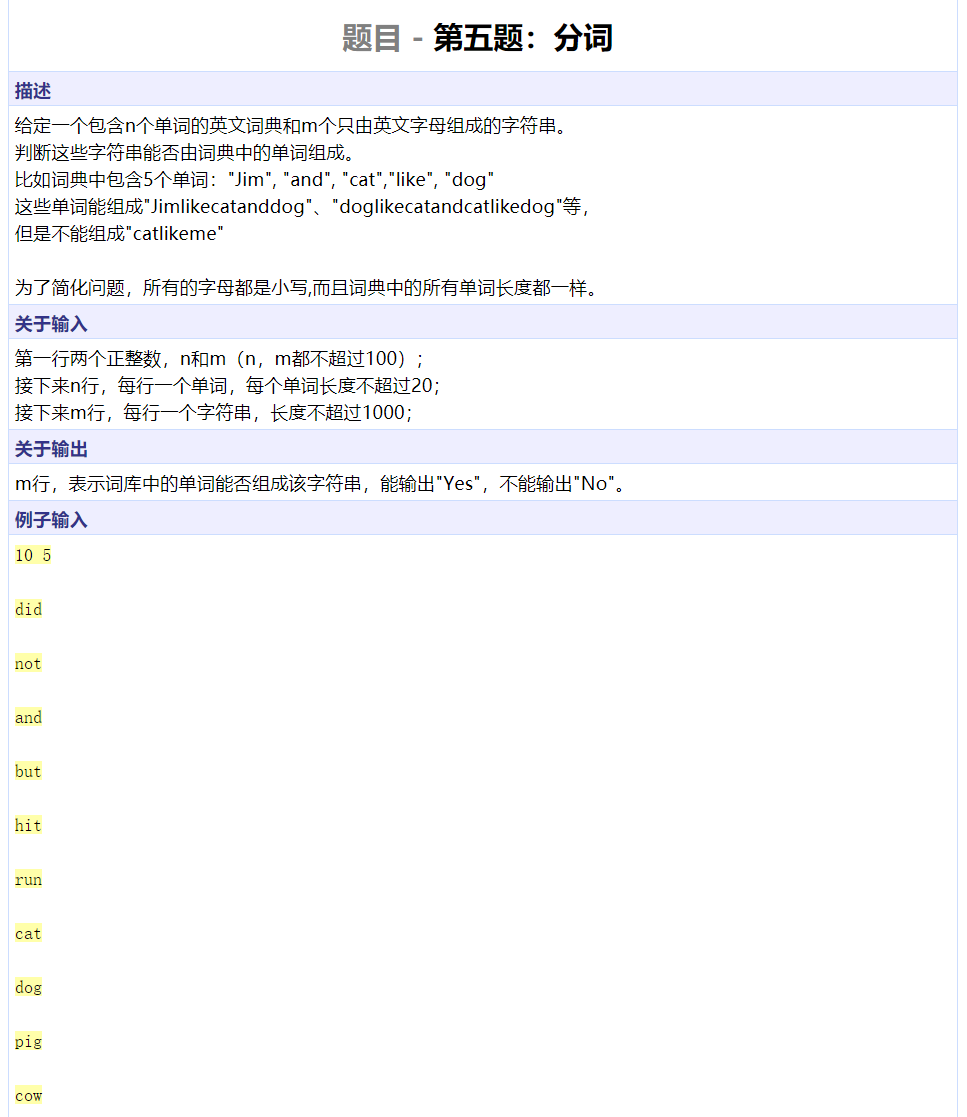 题目 - 第五题：分词
描述
给定一个包含n个单词的英文词典和m个只由英文字母组成的字符串。
判断这些字符串能否由词典中的单词组成。
比如词典中包含5个单词："Jim", "and", "cat","like", "dog"
这些单词能组成"Jimlikecatanddog"、"doglikecatandcatlikedog"等，
但是不能组成"catlikeme"
为了简化问题，所有的字母都是小写,而且词典中的所有单词长度都一样。
关于输入
第一行两个正整数，n和m（n，m都不超过100）；
接下来n行，每行一个单词，每个单词长度不超过20；
接下来m行，每行一个字符串，长度不超过1000；
关于输出
m行，表示词库中的单词能否组成该字符串，能输出"Yes"，不能输出"No"。
例子输入
10 5
did
not
and
but
hit
run
cat
dog
pig
cow